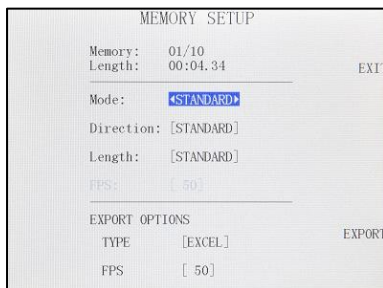 MEMORY SETUP
Memory: 01/10
Length: 00:04.34
EXIT
Mode: ◂STANDARD▸
Direction: [STANDARD]
Length: [STANDARD]
FPS: [ 50]
EXPORT OPTIONS
TYPE [EXCEL]
EXPORT
FPS [ 50]